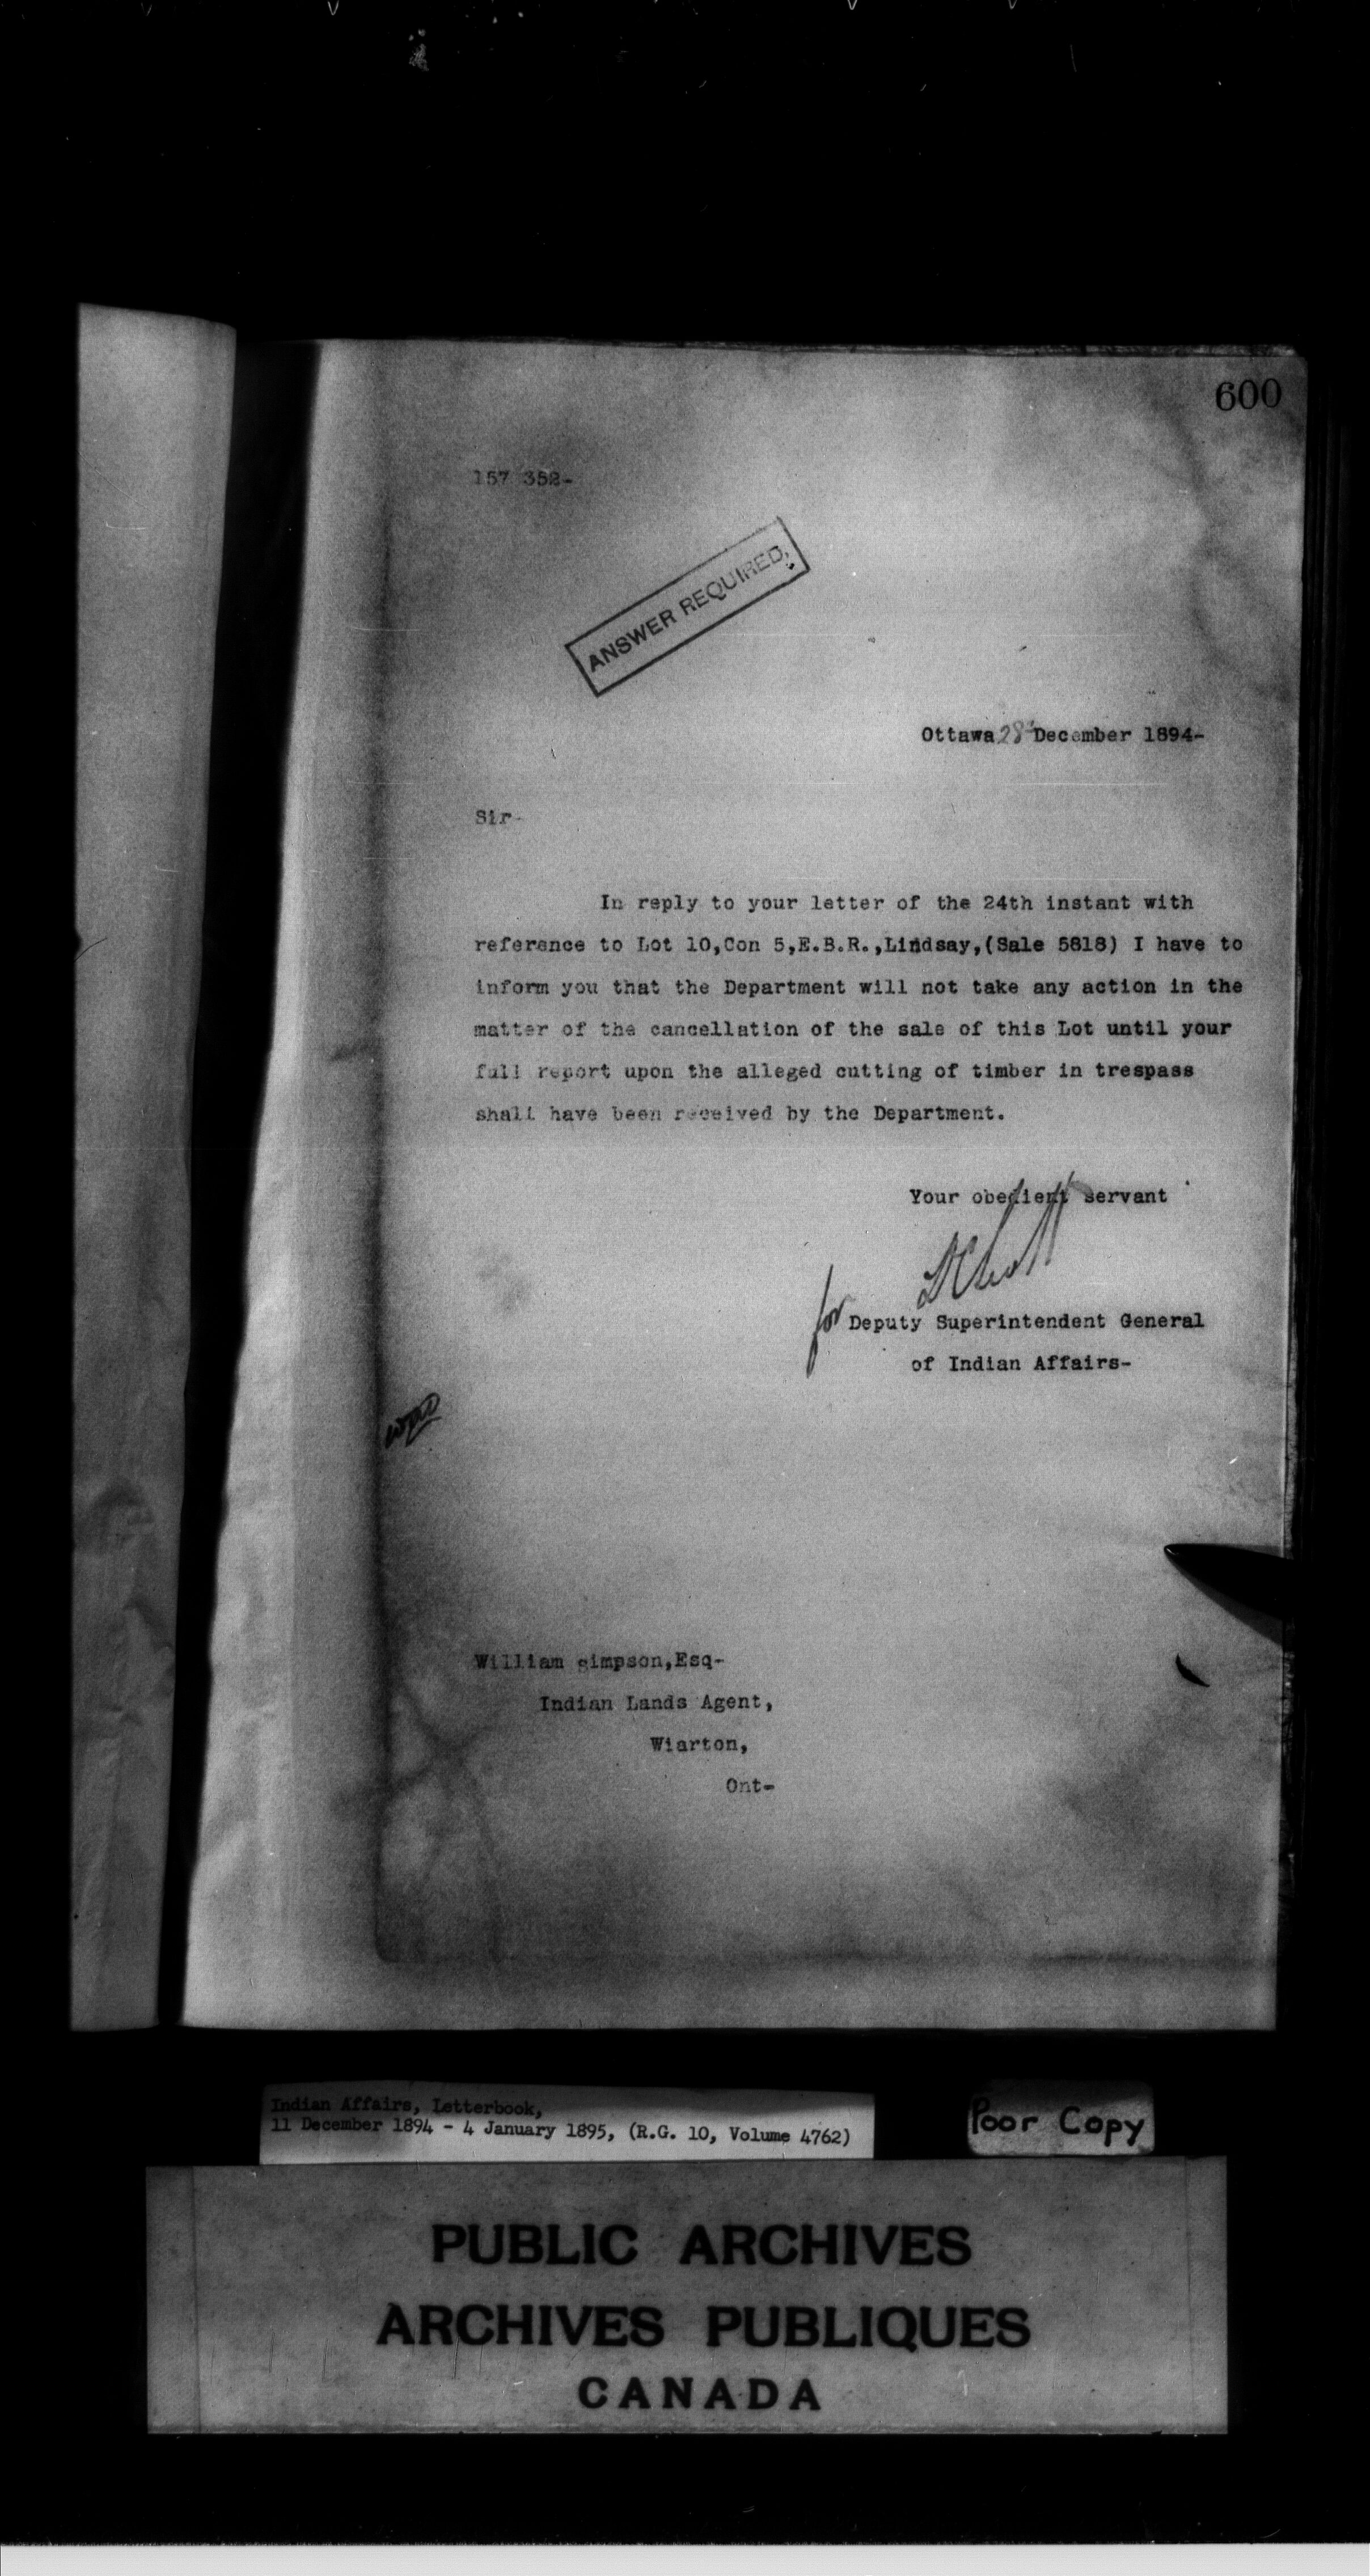 600
157 352-
ANSWER REQUIRED.
Ottawa 28 December 1894-
Sir-
In reply to your letter of the 24th instant with
reference to Lot 10,Con 5,E.B.R.,Lindsay,(Sale 5818) I have to
inform you that the Department will not take any action in the
matter of the cancellation of the sale of this Lot until your
full report upon the alleged cutting of timber in trespass
shall have been received by the Department.
Your obedient servant
D C Scott
for Deputy Superintendent General
of Indian Affairs-
William Simpson,Esq-
Indian Lands Agent,
Wiarton,
Ont-
Indian Affairs, Letterbook,
11 December 1894 - 4 January 1895, (R.G. 10, Volume 4762)
Poor Copy
PUBLIC ARCHIVES
ARCHIVES PUBLIQUES
CANADA